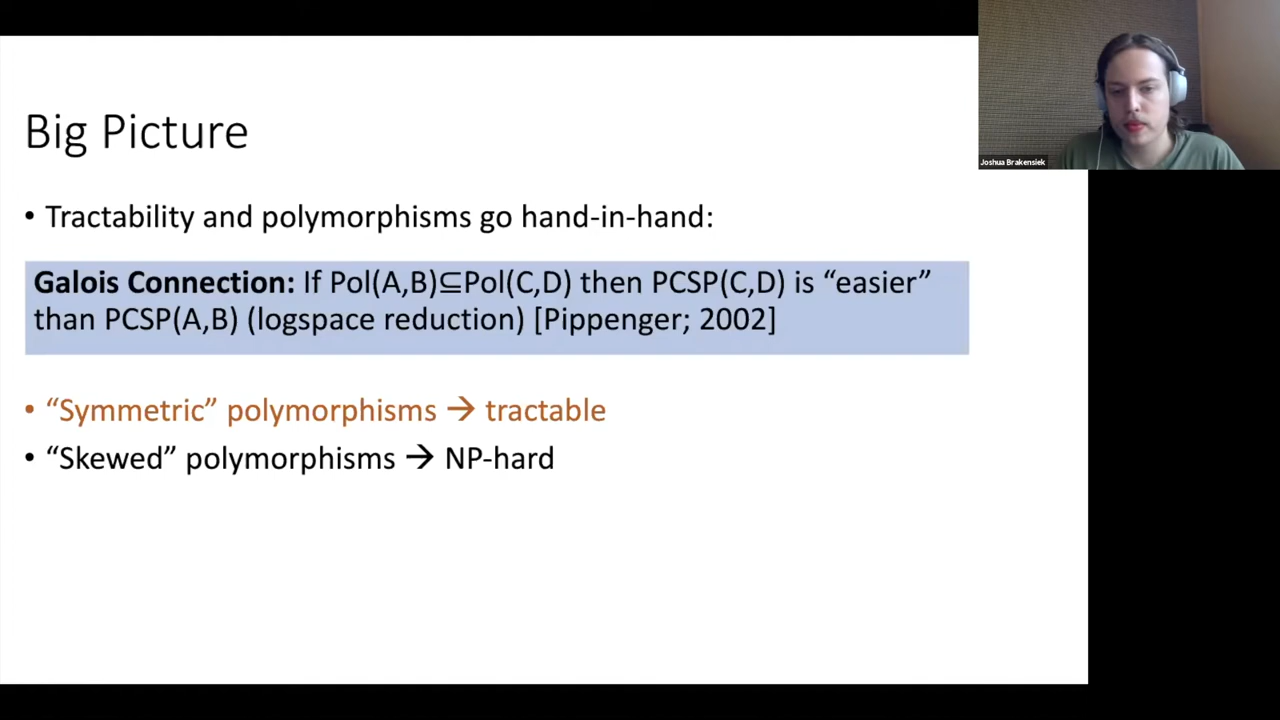 Joshua Brakensiek
Big Picture
• Tractability and polymorphisms go hand-in-hand:
Galois Connection: If Pol(A,B)⊆Pol(C,D) then PCSP(C,D) is “easier”
than PCSP(A,B) (logspace reduction) [Pippenger; 2002]
• “Symmetric” polymorphisms → tractable
• “Skewed” polymorphisms → NP-hard